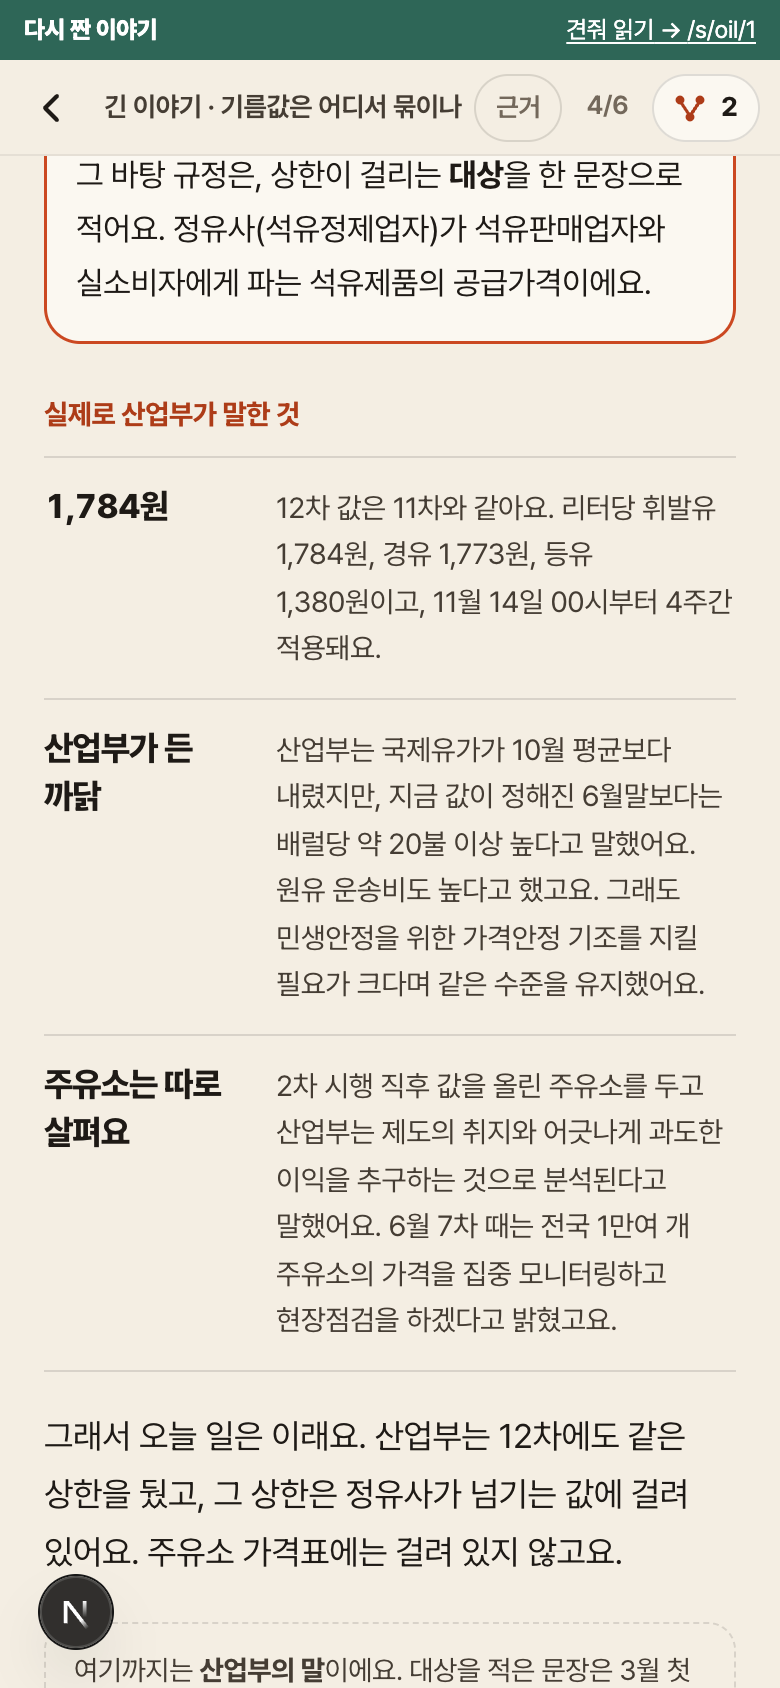 다시 짠 이야기
견줘 읽기 → /s/oil/1
긴 이야기 · 기름값은 어디서 묶이나
근거
4/6
2
그 바탕 규정은, 상한이 걸리는 대상을 한 문장으로
적어요. 정유사(석유정제업자)가 석유판매업자와
실소비자에게 파는 석유제품의 공급가격이에요.
실제로 산업부가 말한 것
1,784원
12차 값은 11차와 같아요. 리터당 휘발유
1,784원, 경유 1,773원, 등유
1,380원이고, 11월 14일 00시부터 4주간
적용돼요.
산업부가 든
까닭
산업부는 국제유가가 10월 평균보다
내렸지만, 지금 값이 정해진 6월말보다는
배럴당 약 20불 이상 높다고 말했어요.
원유 운송비도 높다고 했고요. 그래도
민생안정을 위한 가격안정 기조를 지킬
필요가 크다며 같은 수준을 유지했어요.
주유소는 따로
살펴요
2차 시행 직후 값을 올린 주유소를 두고
산업부는 제도의 취지와 어긋나게 과도한
이익을 추구하는 것으로 분석된다고
말했어요. 6월 7차 때는 전국 1만여 개
주유소의 가격을 집중 모니터링하고
현장점검을 하겠다고 밝혔고요.
그래서 오늘 일은 이래요. 산업부는 12차에도 같은
상한을 뒀고, 그 상한은 정유사가 넘기는 값에 걸려
있어요. 주유소 가격표에는 걸려 있지 않고요.
N
여기까지는 산업부의 말이에요. 대상을 적은 문장은 3월 첫